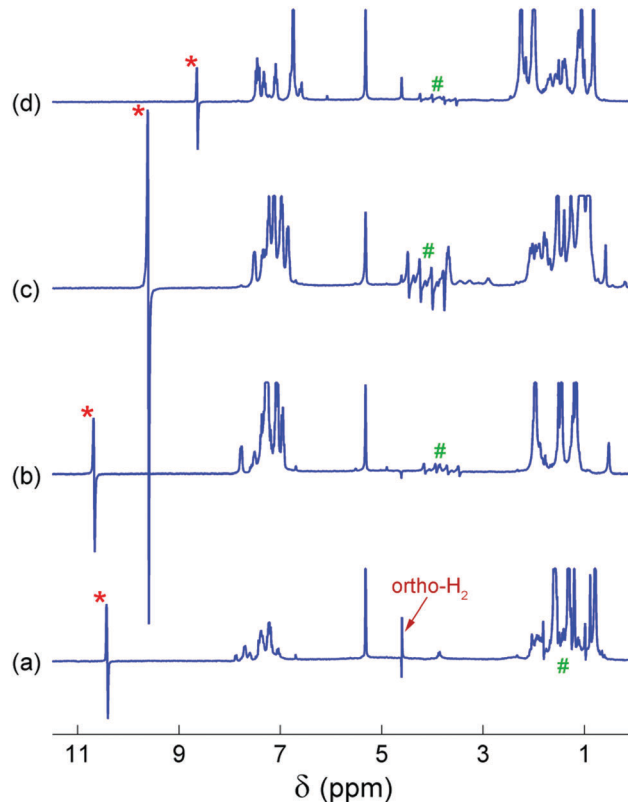 *
#
(d)
*
#
(c)
*
#
(b)
ortho-H₂
*
(a)
#
11 9 7 5 3 1
δ (ppm)